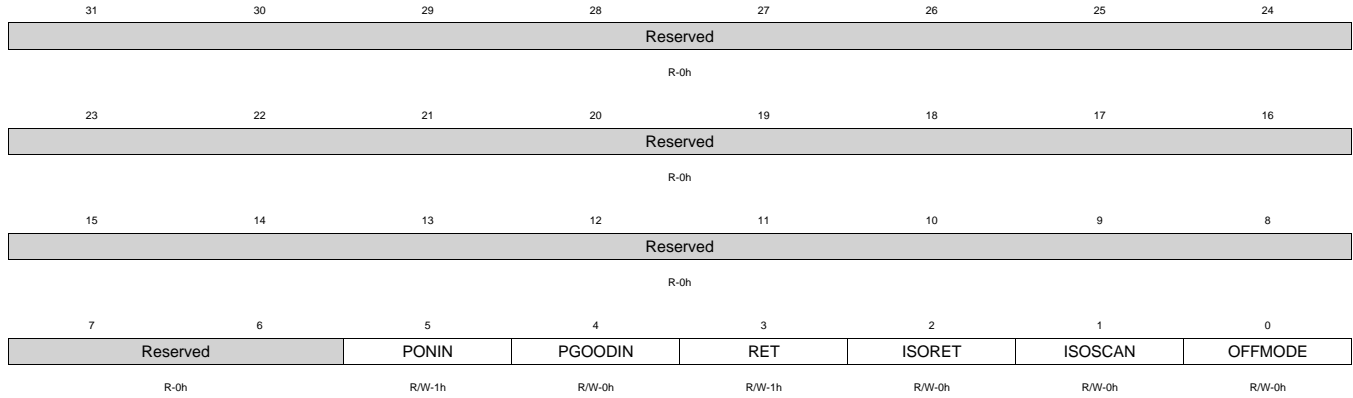 31 30 29 28 27 26 25 24
Reserved
R-0h
23 22 21 20 19 18 17 16
Reserved
R-0h
15 14 13 12 11 10 9 8
Reserved
R-0h
7 6 5 4 3 2 1 0
Reserved PONIN PGOODIN RET ISORET ISOSCAN OFFMODE
R-0h R/W-1h R/W-0h R/W-1h R/W-0h R/W-0h R/W-0h